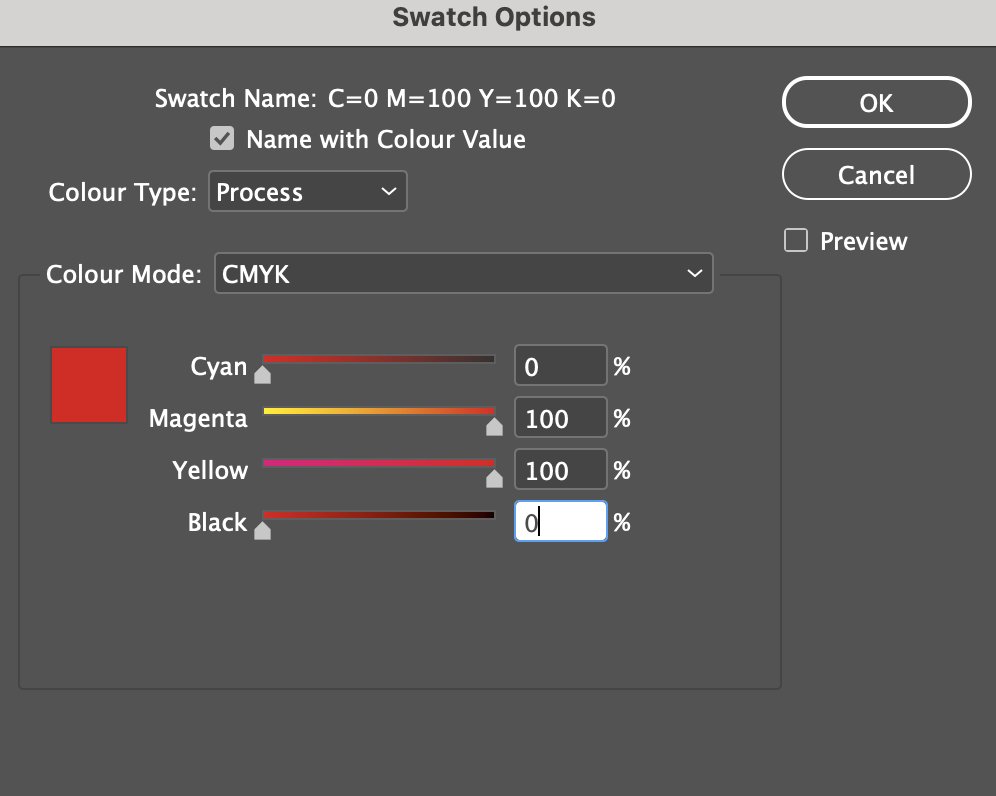 Swatch Options
Swatch Name: C=0 M=100 Y=100 K=0
OK
Name with Colour Value
Cancel
Colour Type: Process
Preview
Colour Mode: CMYK
Cyan 0 %
Magenta 100 %
Yellow 100 %
Black 0 %